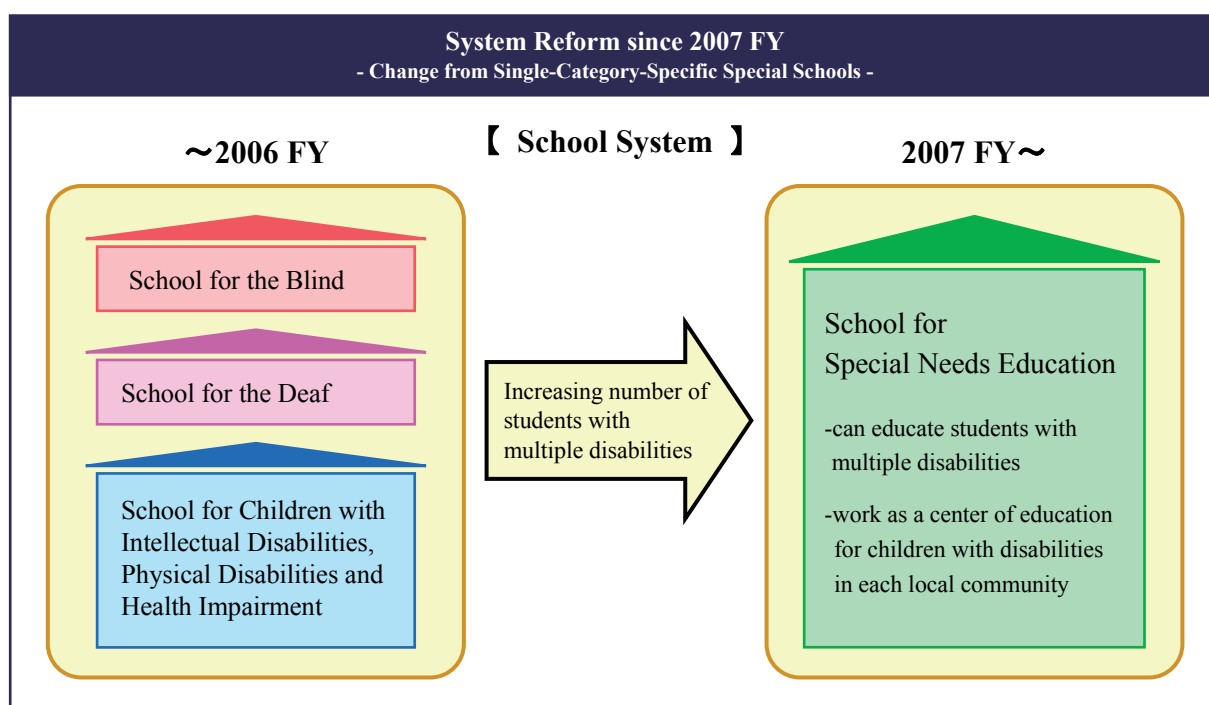 System Reform since 2007 FY
- Change from Single-Category-Specific Special Schools -
【 School System 】
～2006 FY
School for the Blind
School for the Deaf
School for Children with
Intellectual Disabilities,
Physical Disabilities and
Health Impairment
Increasing number of
students with
multiple disabilities
2007 FY～
School for
Special Needs Education
-can educate students with
multiple disabilities
-work as a center of education
for children with disabilities
in each local community